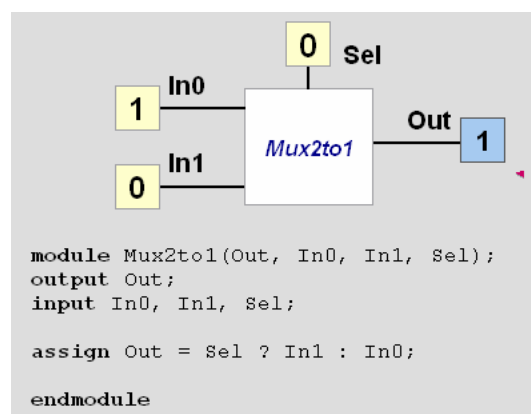 0 Sel
In0
1
Mux2to1
Out
1
In1
0
module Mux2to1(Out, In0, In1, Sel);
output Out;
input In0, In1, Sel;
assign Out = Sel ? In1 : In0;
endmodule